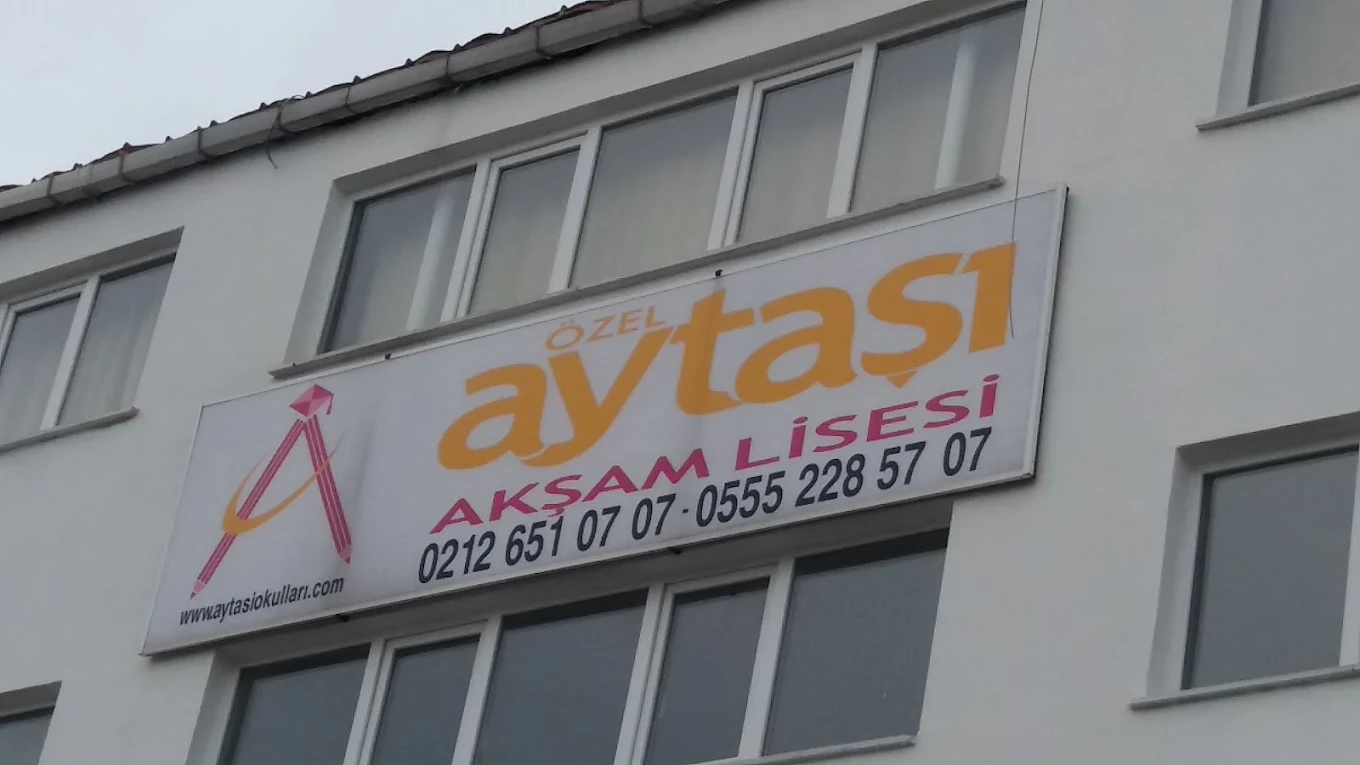 ÖZEL
aytaşı
AKŞAM LİSESİ
0212 651 07 07 - 0555 228 57 07
www.aytasiokulları.com